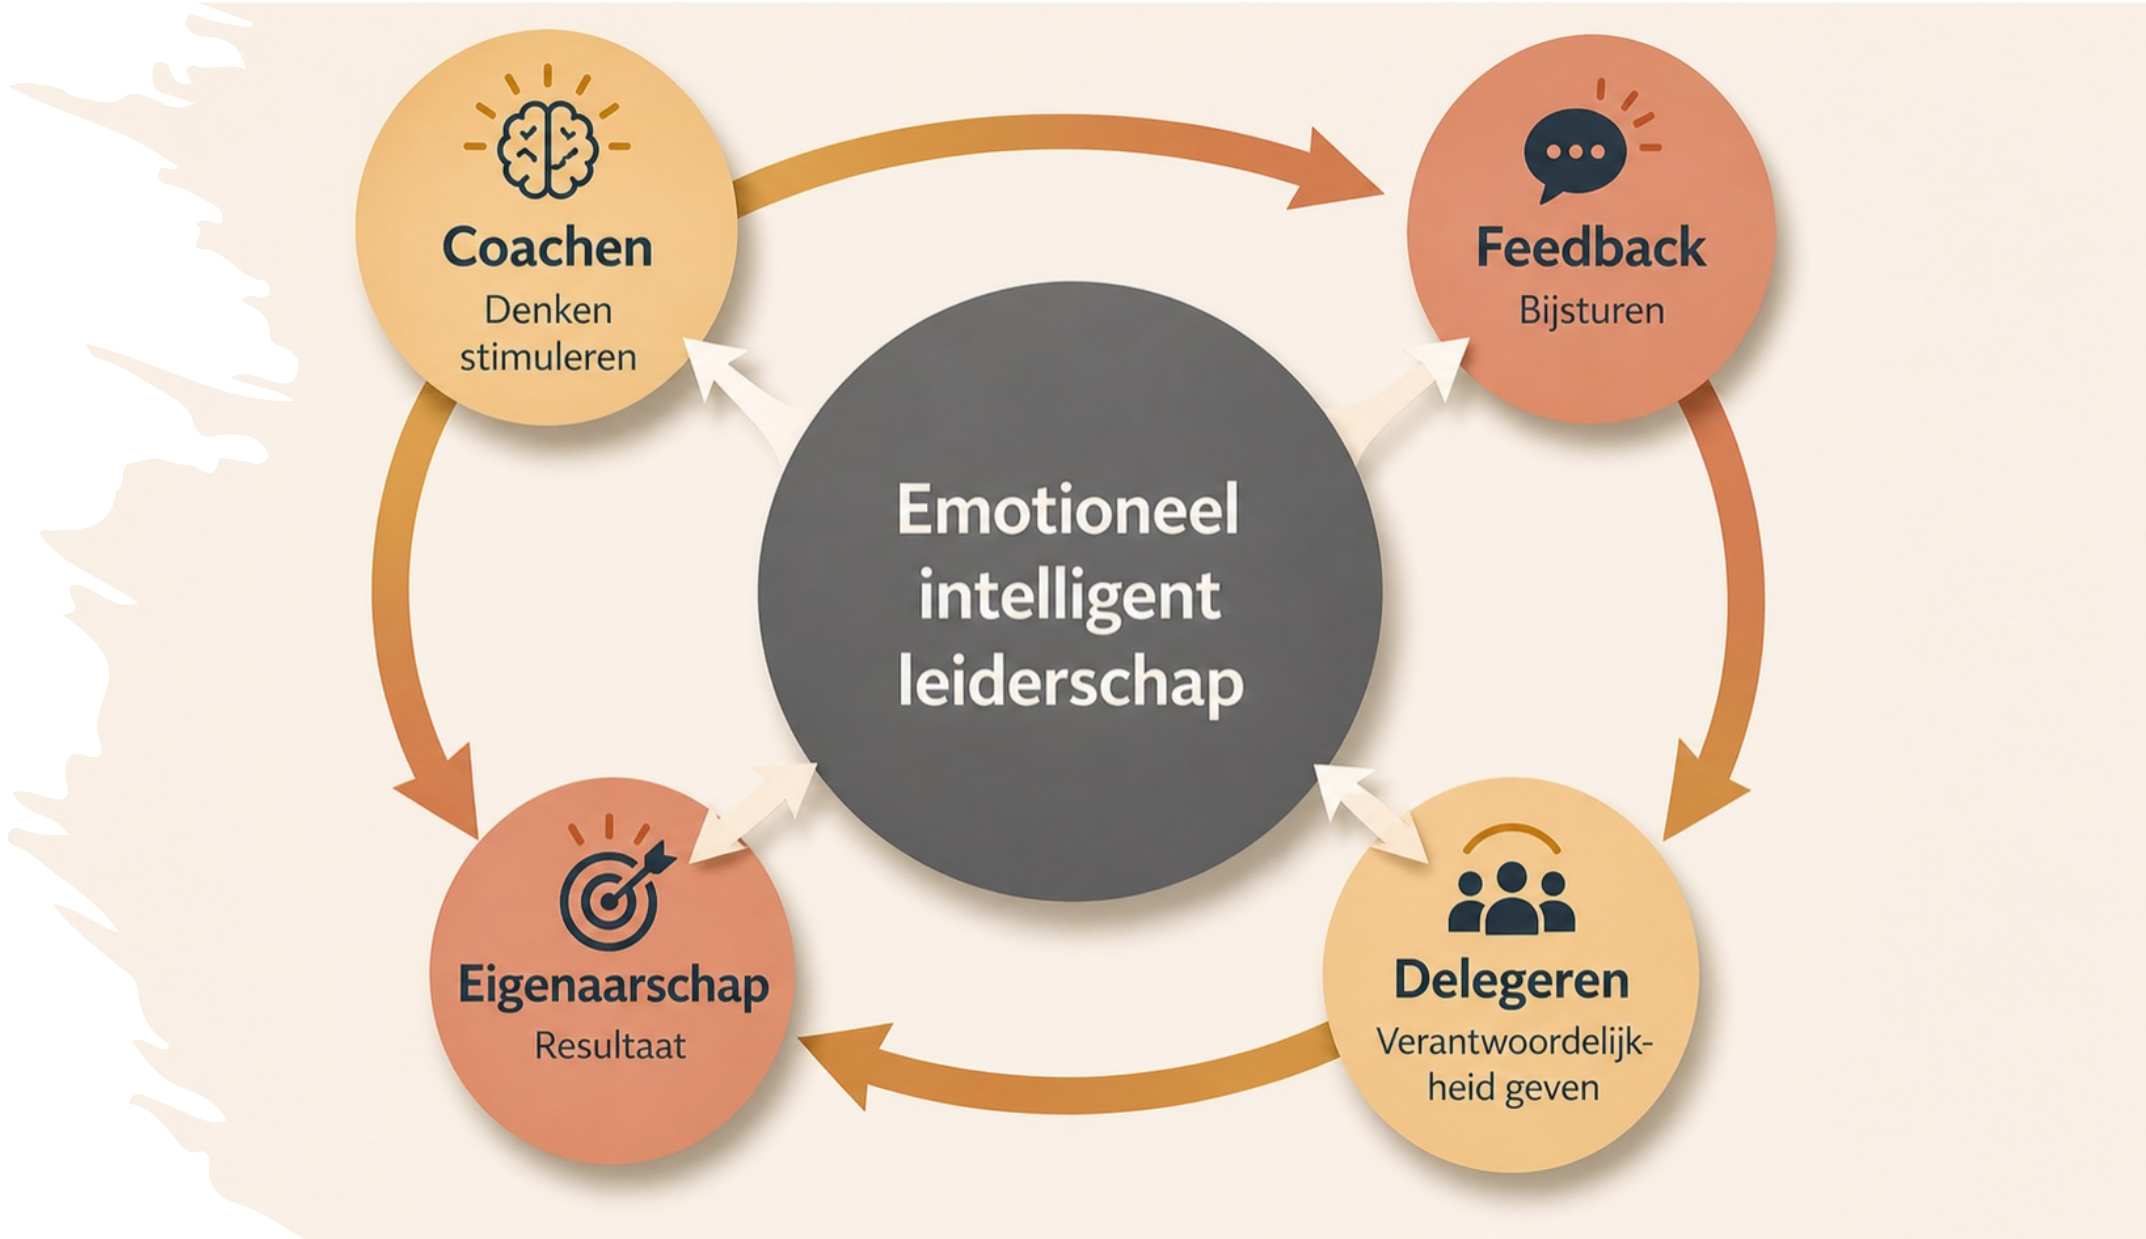 Coachen
Denken
stimuleren
Feedback
Bijsturen
Emotioneel
intelligent
leiderschap
Eigenaarschap
Resultaat
Delegeren
Verantwoordelijk-
heid geven